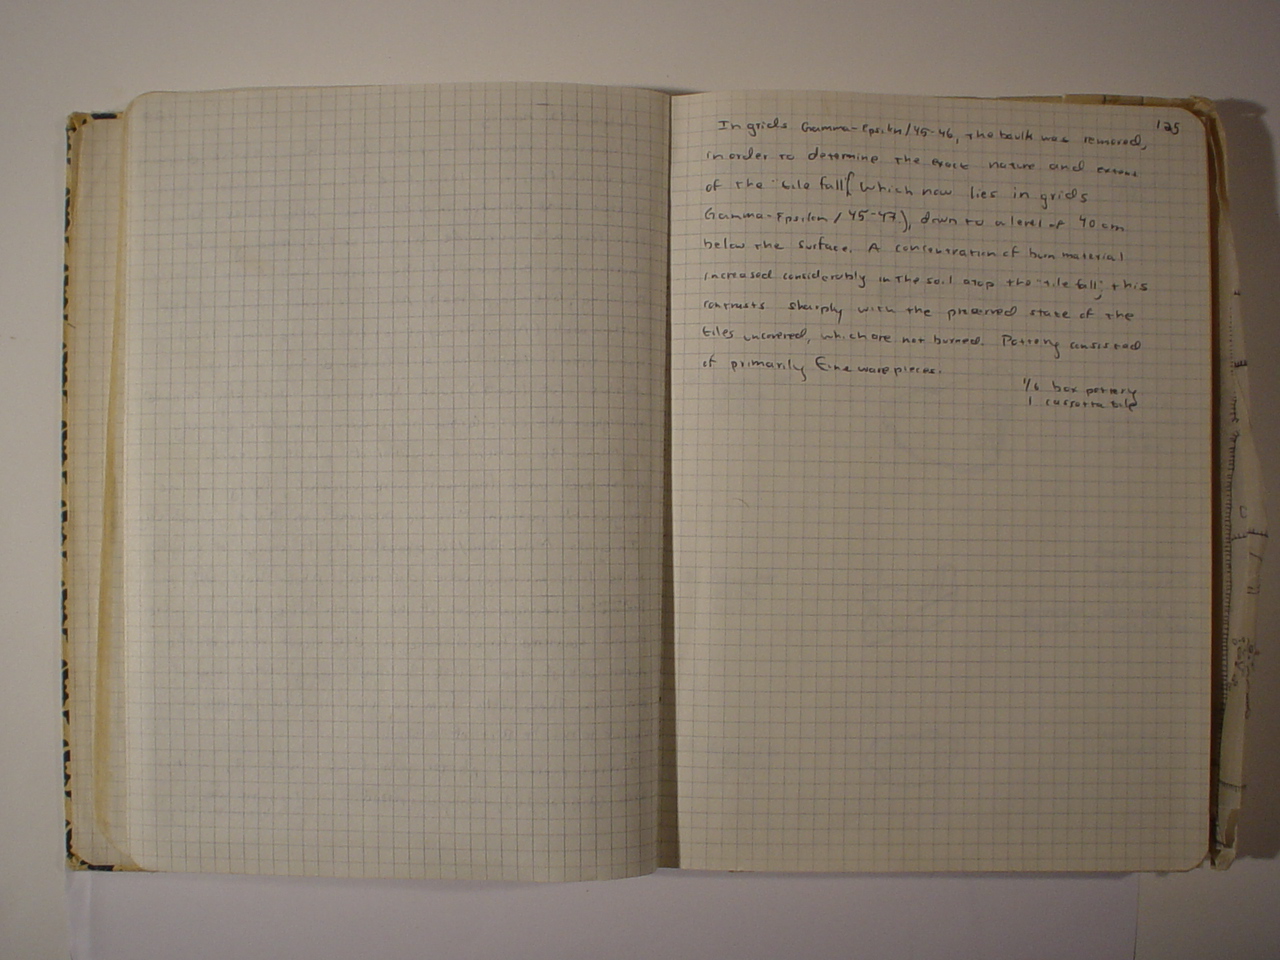 125
In grids Gamma-Epsilon/45-46, the baulk was removed,
in order to determine the exact nature and extent
of the "tile fall" (which now lies in grids
Gamma-Epsilon/45-47), down to a level of 40 cm
below the surface. A concentration of burn material
increased considerably in the soil atop the "tile fall"; this
contrasts sharply with the preserved state of the
tiles uncovered, which are not burned. Pottery consisted
of primarily fine ware pieces.
1/6 box pottery
1 cassetta tile